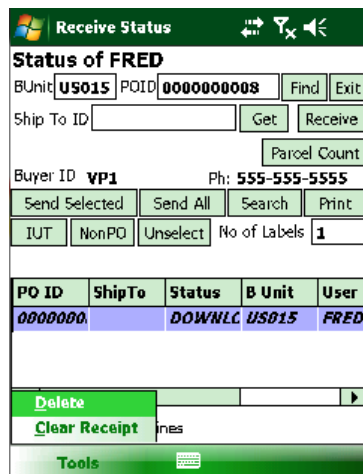 Receive Status
Status of FRED
BUnit US015 POID 0000000008 Find Exit
Ship To ID Get Receive
Parcel Count
Buyer ID VP1 Ph: 555-555-5555
Send Selected Send All Search Print
IUT NonPO Unselect No of Labels 1
PO ID ShipTo Status B Unit User
0000000. DOWNLC US015 FRED
Delete
Clear Receipt ines
Tools